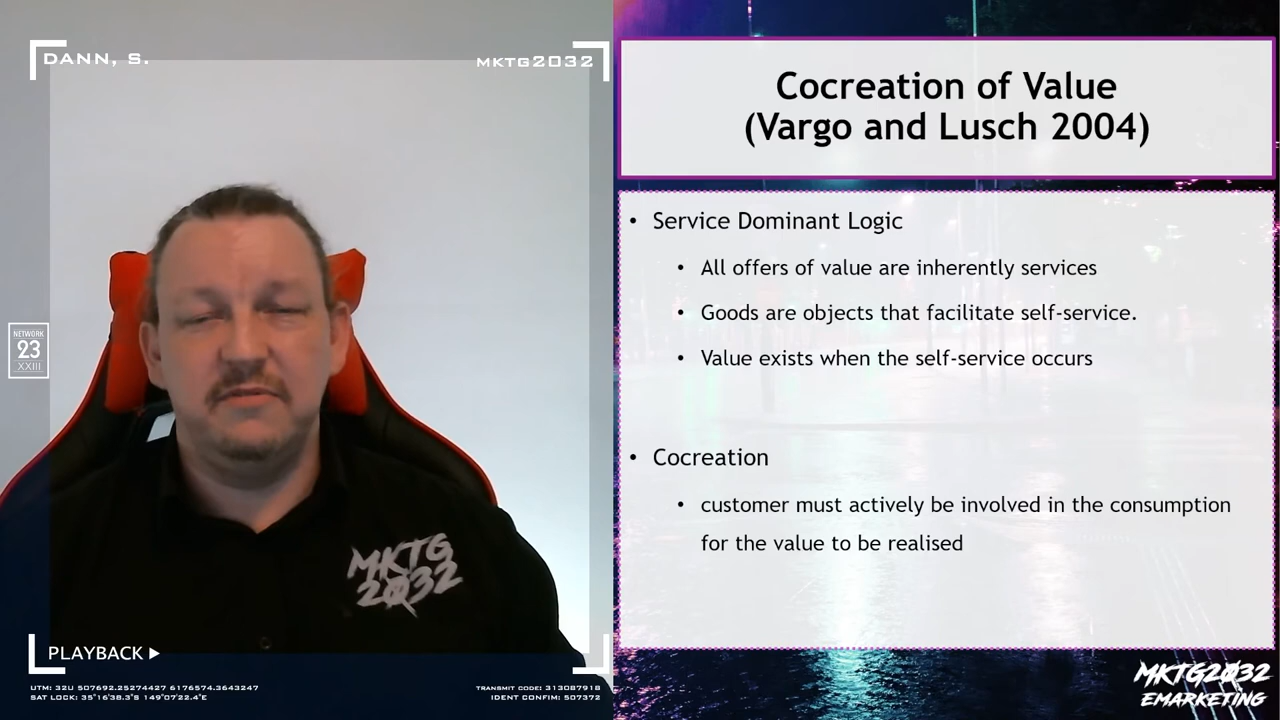 DANN, S.
MKTG2032
NETWORK
23
XXIII
MKTG
2032
PLAYBACK
UTM: 32U 507692.25274427 6176574.3643247
SAT LOCK: 35°16'38.3"S 149°07'22.4"E
TRANSMIT CODE: 313087918
IDENT CONFIM: 507372
Cocreation of Value
(Vargo and Lusch 2004)
• Service Dominant Logic
• All offers of value are inherently services
• Goods are objects that facilitate self-service.
• Value exists when the self-service occurs
• Cocreation
• customer must actively be involved in the consumption
for the value to be realised
MKTG2032
EMARKETING